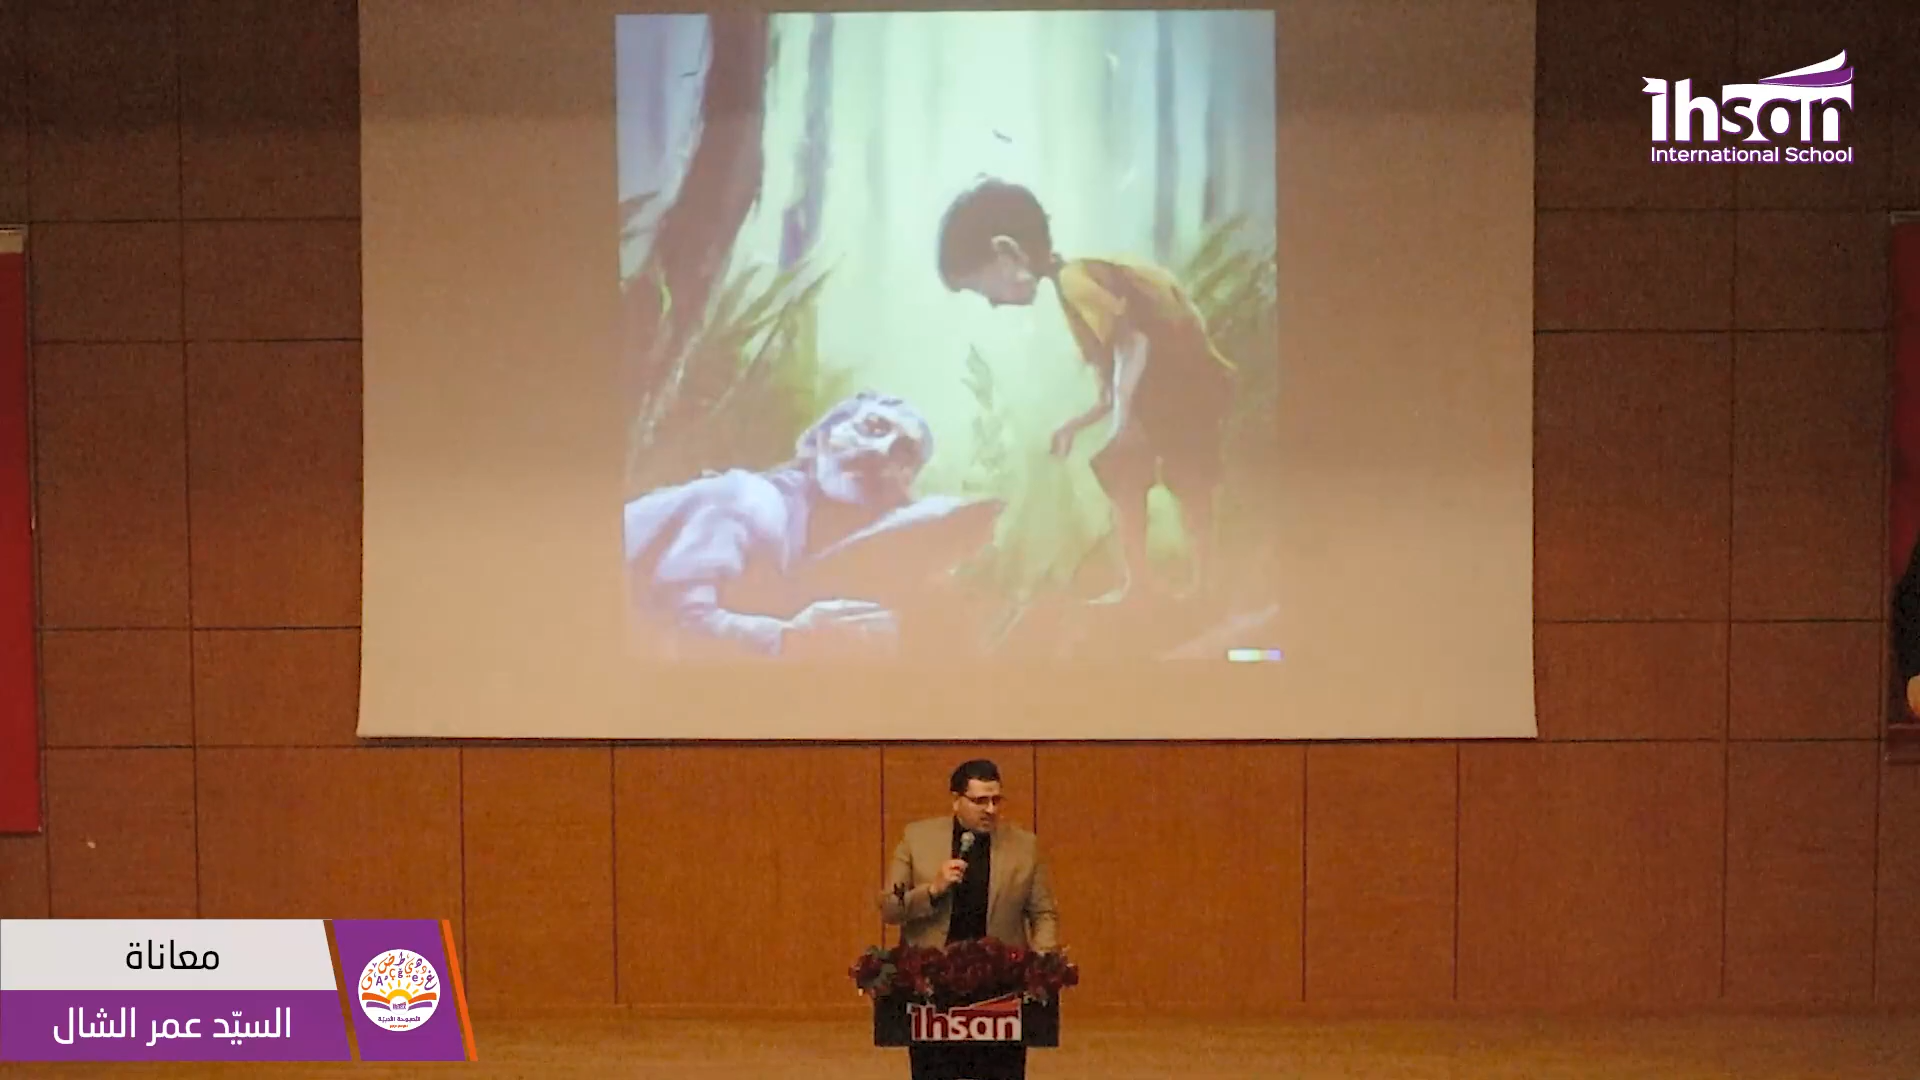 Ihsan
International School
معاناة
السيّد عمر الشال
Ihsan